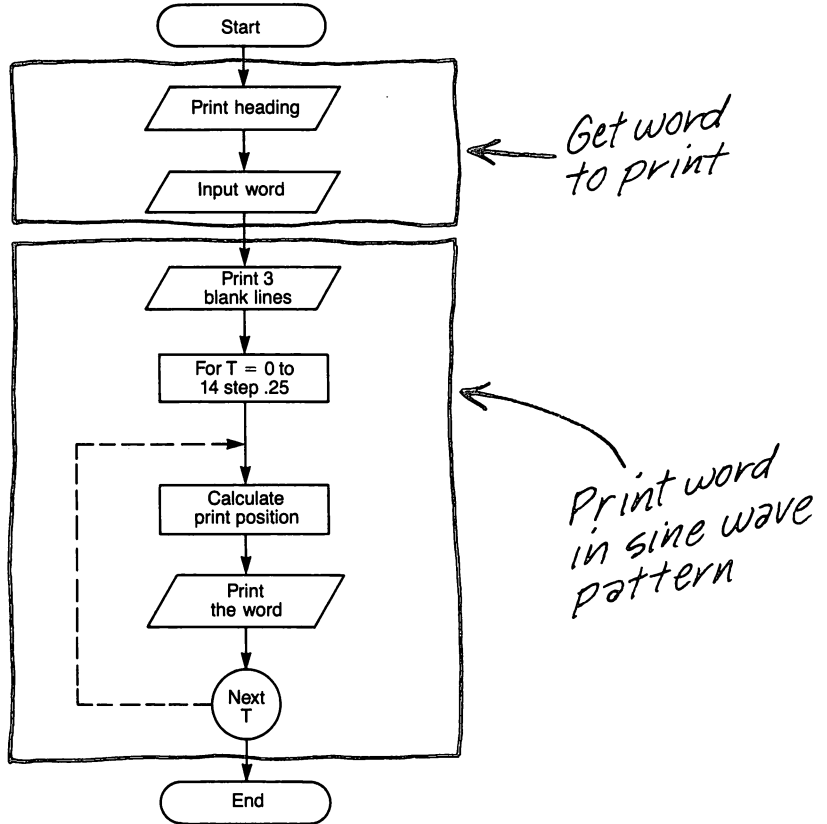 Start
Print heading
Get word
to print
Input word
Print 3
blank lines
For T = 0 to
14 step .25
Calculate
print position
Print word
in sine wave
pattern
Print
the word
Next
T
End